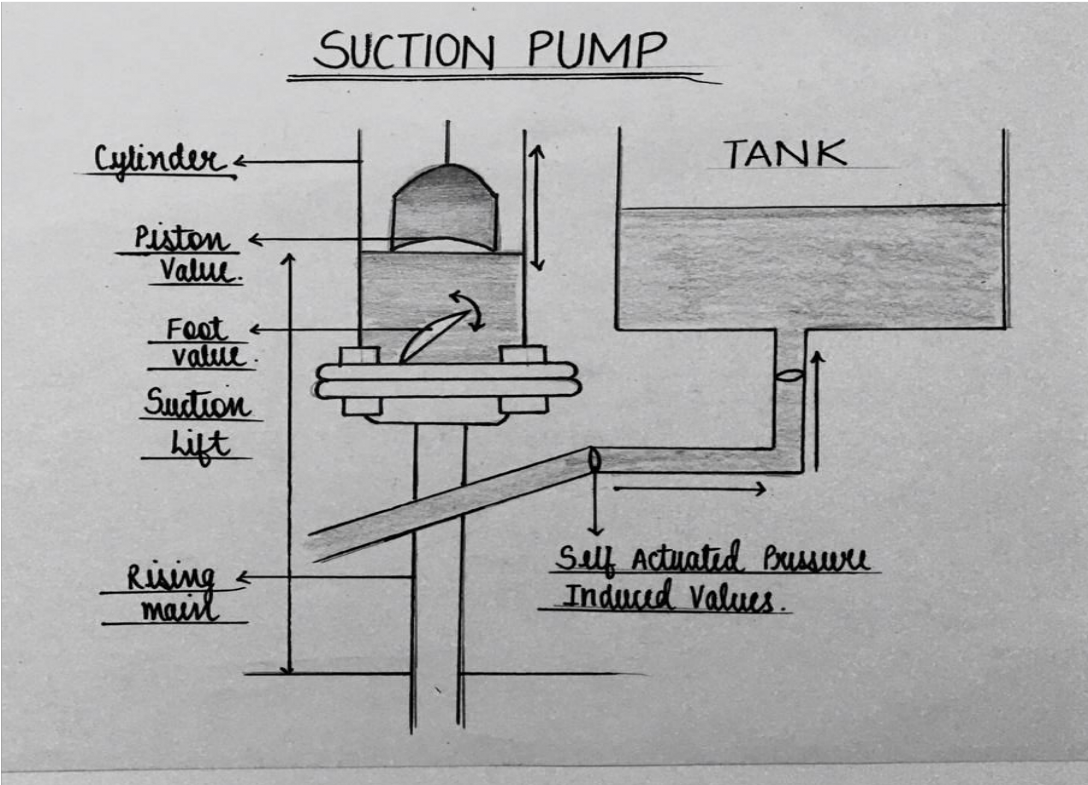 SUCTION PUMP
Cylinder
TANK
Piston
Value.
Foot
value.
Suction
Lift
Rising
main
Self Actuated Pressure
Induced Values.